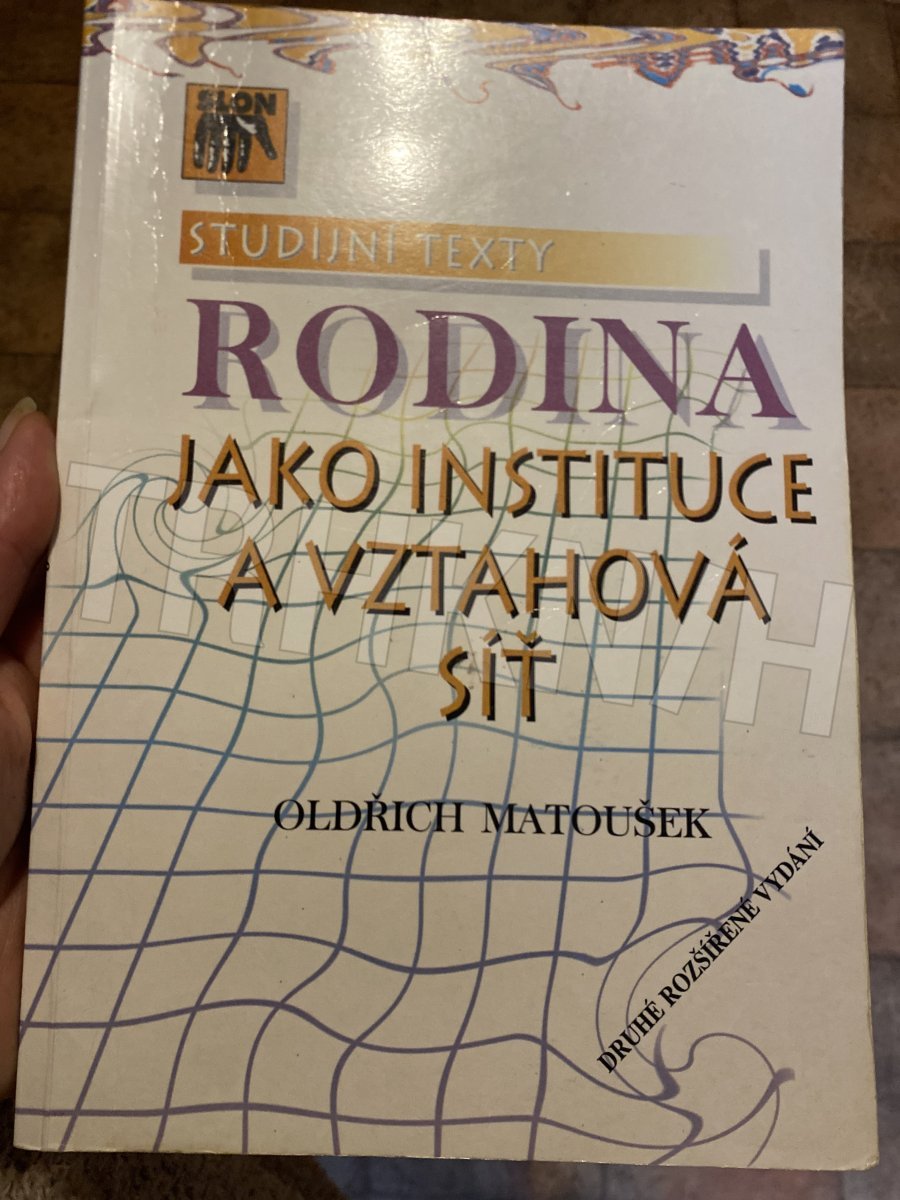 SLON
STUDIJNÍ TEXTY
RODINA
JAKO INSTITUCE
A VZTAHOVÁ
SÍŤ
OLDŘICH MATOUŠEK
DRUHÉ ROZŠÍŘENÉ VYDÁNÍ